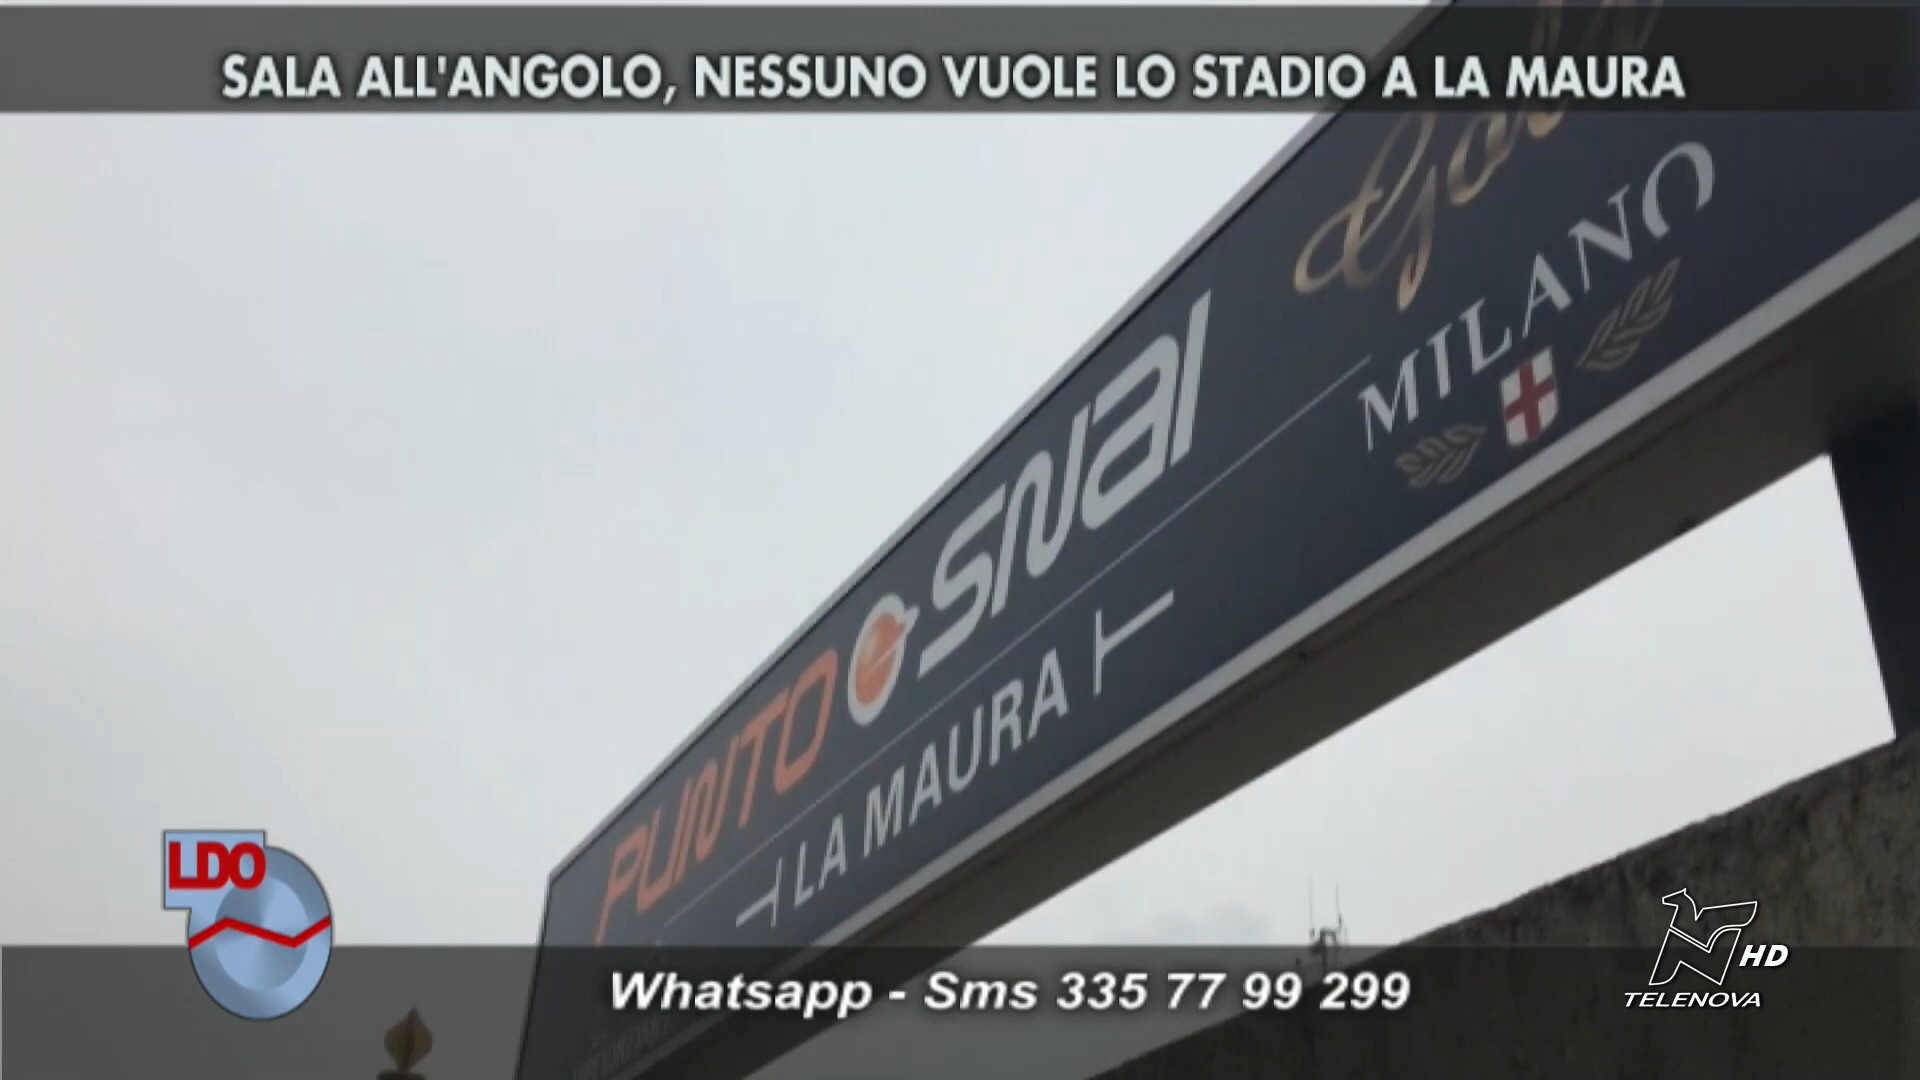 SALA ALL'ANGOLO, NESSUNO VUOLE LO STADIO A LA MAURA
Gold
MILANO
PUNTO SNAI
LA MAURA
LDO
Whatsapp - Sms 335 77 99 299
HD
TELENOVA